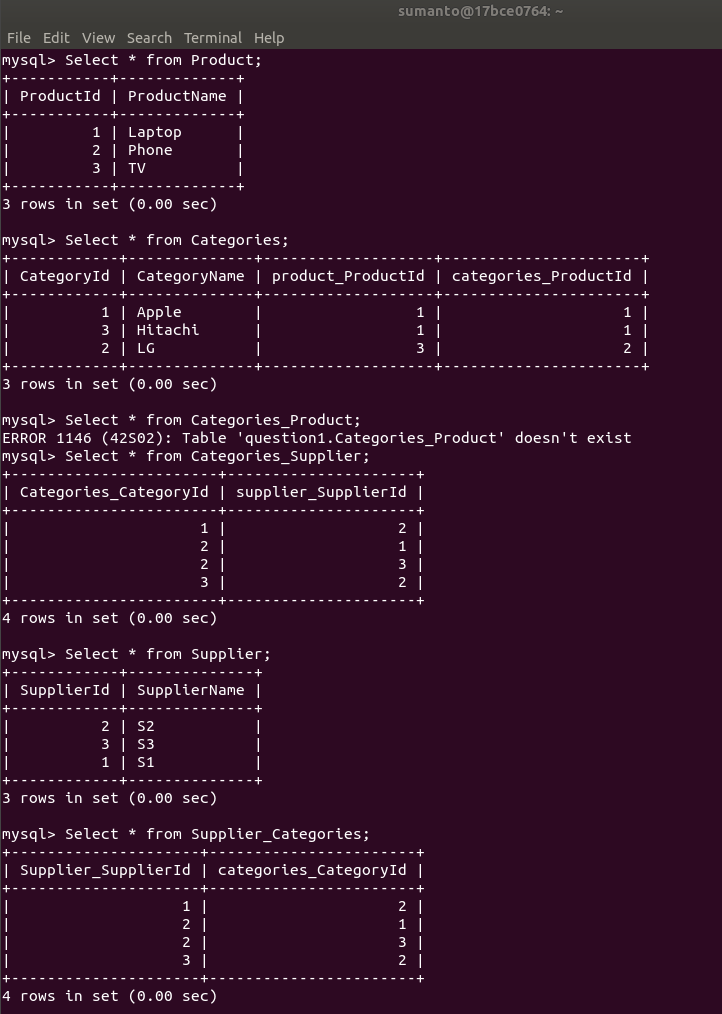 sumanto@17bce0764: ~
File Edit View Search Terminal Help
mysql> Select * from Product;
+-----------+-------------+
| ProductId | ProductName |
+-----------+-------------+
|         1 | Laptop      |
|         2 | Phone       |
|         3 | TV          |
+-----------+-------------+
3 rows in set (0.00 sec)

mysql> Select * from Categories;
+------------+--------------+-------------------+----------------------+
| CategoryId | CategoryName | product_ProductId | categories_ProductId |
+------------+--------------+-------------------+----------------------+
|          1 | Apple        |                 1 |                    1 |
|          3 | Hitachi      |                 1 |                    1 |
|          2 | LG           |                 3 |                    2 |
+------------+--------------+-------------------+----------------------+
3 rows in set (0.00 sec)

mysql> Select * from Categories_Product;
ERROR 1146 (42S02): Table 'question1.Categories_Product' doesn't exist
mysql> Select * from Categories_Supplier;
+-----------------------+---------------------+
| Categories_CategoryId | supplier_SupplierId |
+-----------------------+---------------------+
|                     1 |                   2 |
|                     2 |                   1 |
|                     2 |                   3 |
|                     3 |                   2 |
+-----------------------+---------------------+
4 rows in set (0.00 sec)

mysql> Select * from Supplier;
+------------+--------------+
| SupplierId | SupplierName |
+------------+--------------+
|          2 | S2           |
|          3 | S3           |
|          1 | S1           |
+------------+--------------+
3 rows in set (0.00 sec)

mysql> Select * from Supplier_Categories;
+---------------------+-----------------------+
| Supplier_SupplierId | categories_CategoryId |
+---------------------+-----------------------+
|                   1 |                     2 |
|                   2 |                     1 |
|                   2 |                     3 |
|                   3 |                     2 |
+---------------------+-----------------------+
4 rows in set (0.00 sec)